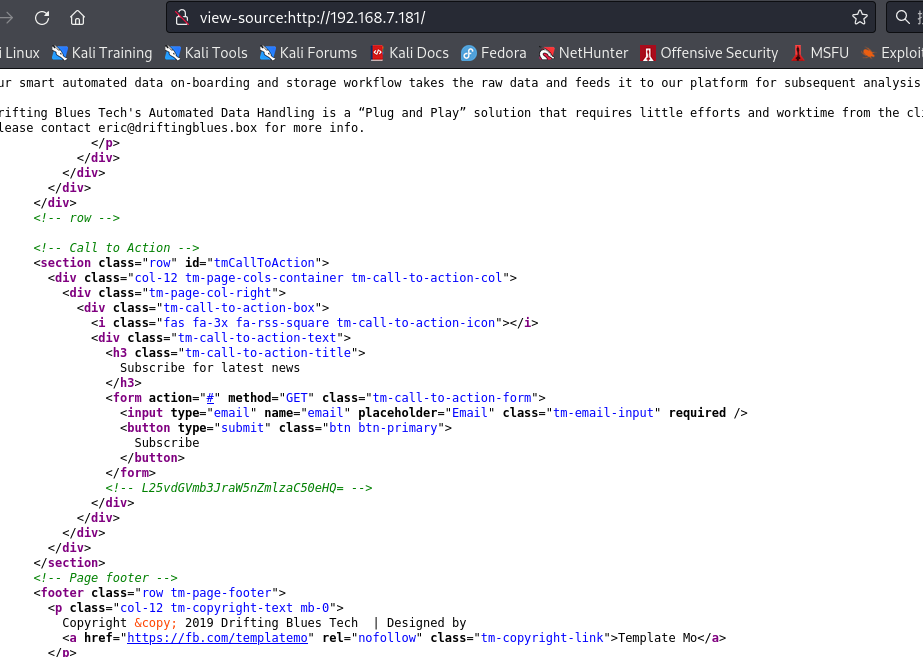 view-source:http://192.168.7.181/
Linux Kali Training Kali Tools Kali Forums Kali Docs Fedora NetHunter Offensive Security MSFU
smart automated data on-boarding and storage workflow takes the raw data and feeds it to our platform for subsequent analysis
Blues Tech's Automated Data Handling is a “Plug and Play” solution that requires little efforts and worktime from the
contact eric@driftingblues.box for more info.
</p>
</div>
</div>
</div>
</div>
<!-- row -->
<!-- Call to Action -->
<section class="row" id="tmCallToAction">
<div class="col-12 tm-page-cols-container tm-call-to-action-col">
<div class="tm-page-col-right">
<div class="tm-call-to-action-box">
<i class="fas fa-3x fa-rss-square tm-call-to-action-icon"></i>
<div class="tm-call-to-action-text">
<h3 class="tm-call-to-action-title">
Subscribe for latest news
</h3>
<form action="#" method="GET" class="tm-call-to-action-form">
<input type="email" name="email" placeholder="Email" class="tm-email-input" required />
<button type="submit" class="btn btn-primary">
Subscribe
</button>
</form>
<!-- L25vdGVmb3JraW5nZmlzaC50eHQ= -->
</div>
</div>
</div>
</div>
</section>
<!-- Page footer -->
<footer class="row tm-page-footer">
<p class="col-12 tm-copyright-text mb-0">
Copyright &copy; 2019 Drifting Blues Tech | Designed by
<a href="https://fb.com/templatemo" rel="nofollow" class="tm-copyright-link">Template Mo</a>
</p>